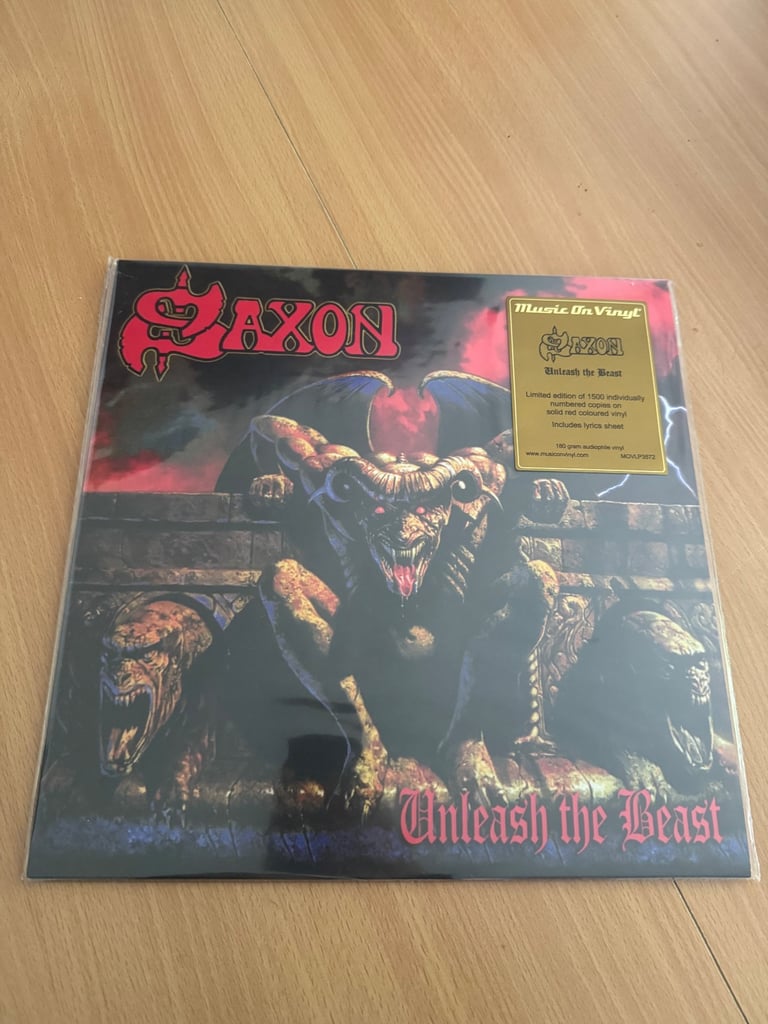 SAXON
Music On Vinyl
SAXON
Unleash the Beast
Limited edition of 1500 individually
numbered copies on
solid red coloured vinyl
Includes lyrics sheet
180 gram audiophile vinyl
www.musiconvinyl.com MOVLP3572
Unleash the Beast